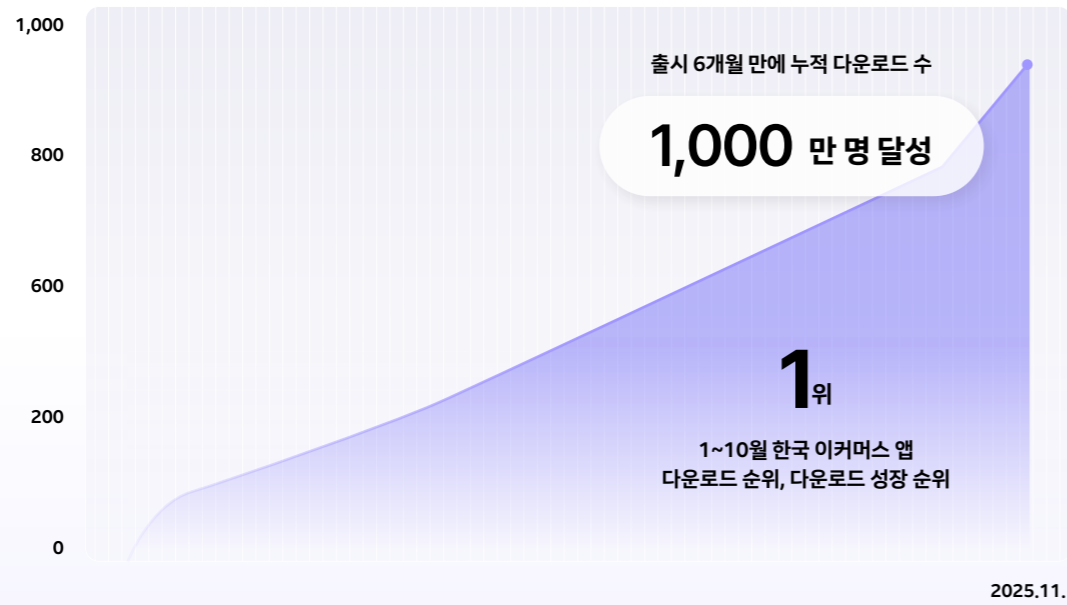 1,000
출시 6개월 만에 누적 다운로드 수
1,000 만 명 달성
800
600
1위
200
1~10월 한국 이커머스 앱
다운로드 순위, 다운로드 성장 순위
0
2025.11.